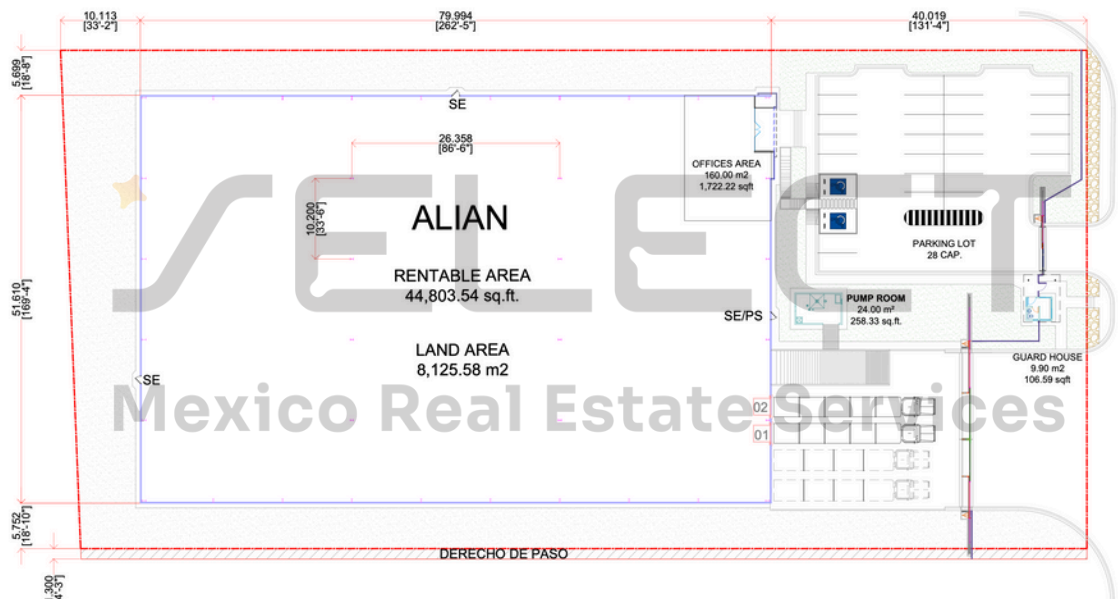 10.113
[33'-2"]
79.994
[262'-5"]
40.019
[131'-4"]
5.699
[18'-8"]
SE
26.358
[86'-6"]
OFFICES AREA
160.00 m2
1,722.22 sqft
SELECT
10.200
[33'-6"]
ALIAN
PARKING LOT
28 CAP.
RENTABLE AREA
44,803.54 sq.ft.
51.610
[169'-4"]
PUMP ROOM
24.00 m²
258.33 sq.ft.
SE/PS
LAND AREA
8,125.58 m2
GUARD HOUSE
9.90 m2
106.59 sqft
SE
Mexico Real Estate Services
02
01
5.752
[18'-10"]
DERECHO DE PASO